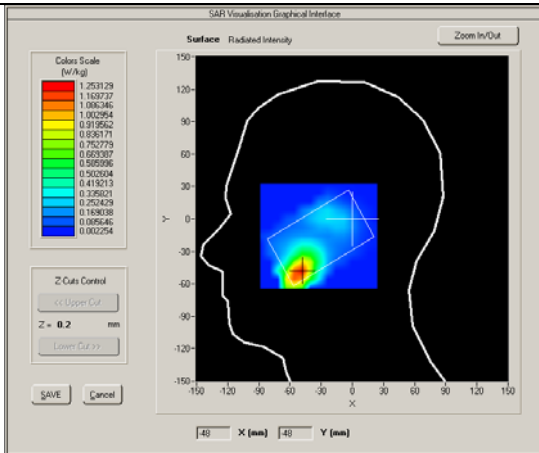 SAR Visualisation Graphical Interface
Surface Radiated Intensity
Zoom In/Out
Colors Scale
(W/kg)
1.253129
1.169737
1.086346
1.002954
0.919562
0.836171
0.752779
0.669387
0.585996
0.502604
0.419213
0.335821
0.252429
0.169038
0.085646
0.002254
Z-Cuts Control
<< Upper Cut
Z = 0.2 mm
Lower Cut >>
SAVE
Cancel
150
120
90
60
30
0
-30
-60
-90
-120
-150
Y
-150 -120 -90 -60 -30 0 30 60 90 120 150
X
-48 X (mm) -48 Y (mm)